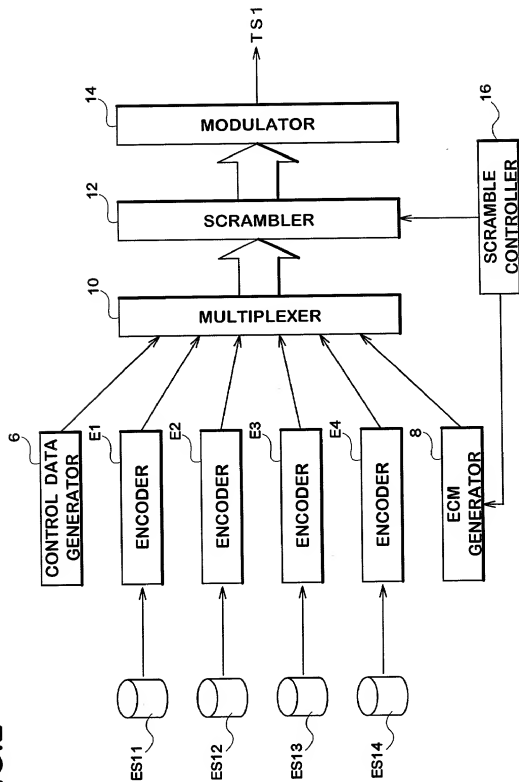 6
CONTROL DATA
GENERATOR
ES11
E1
ENCODER
ES12
E2
ENCODER
ES13
E3
ENCODER
ES14
E4
ENCODER
8
ECM
GENERATOR
10
MULTIPLEXER
12
SCRAMBLER
14
MODULATOR
TS1
16
SCRAMBLE
CONTROLLER